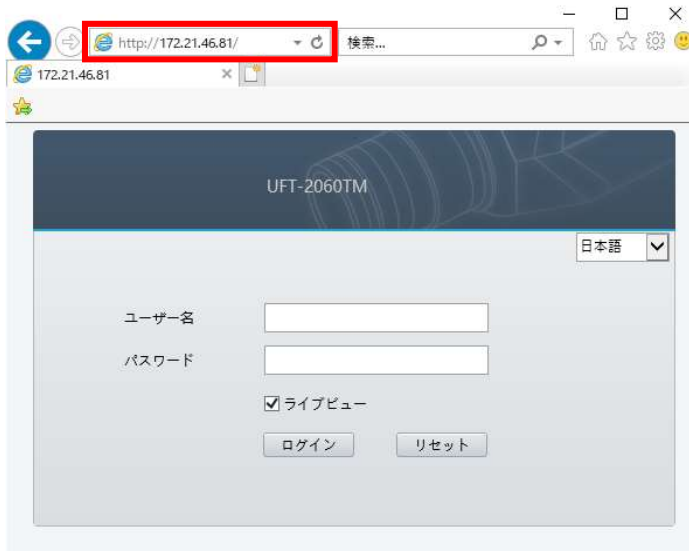 http://172.21.46.81/
検索...
172.21.46.81
UFT-2060TM
日本語
ユーザー名
パスワード
ライブビュー
ログイン
リセット